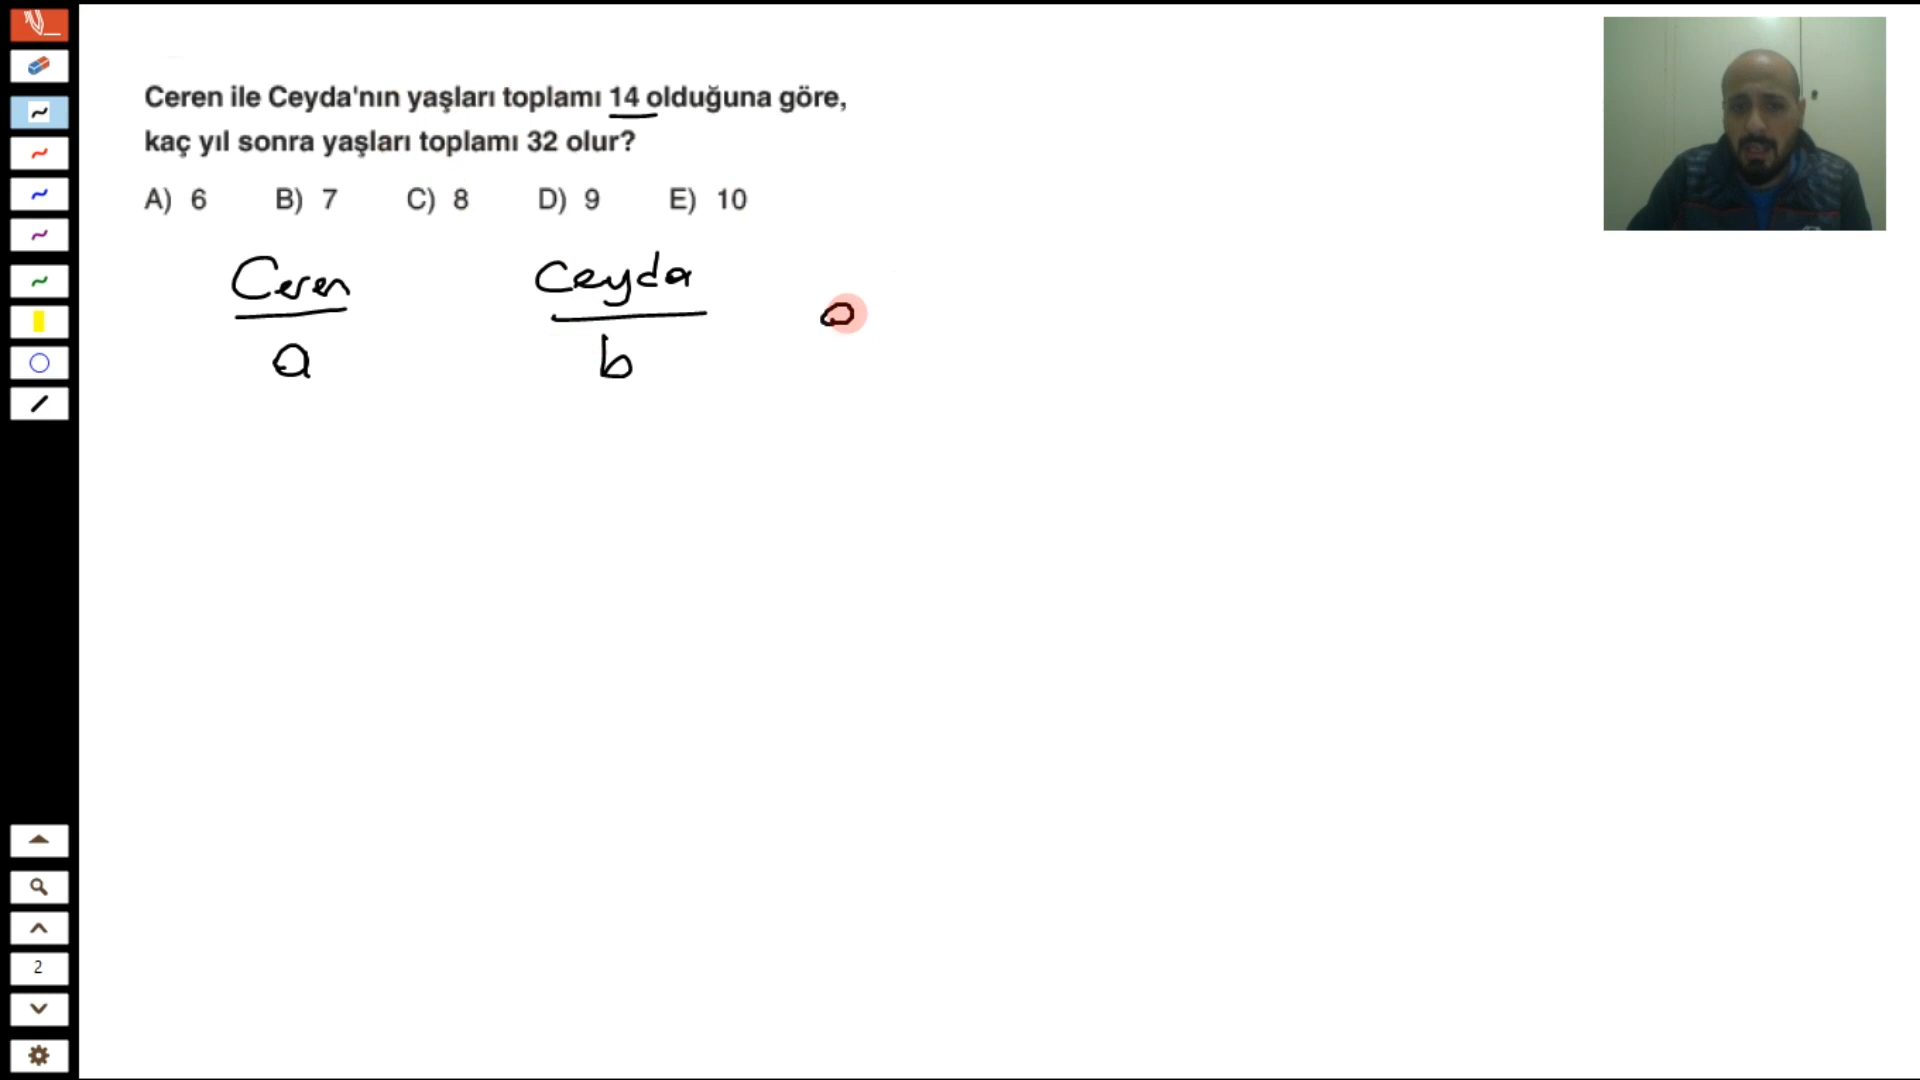 Ceren ile Ceyda'nın yaşları toplamı 14 olduğuna göre,
kaç yıl sonra yaşları toplamı 32 olur?
A) 6 B) 7 C) 8 D) 9 E) 10
Ceren Ceyda
a b
2